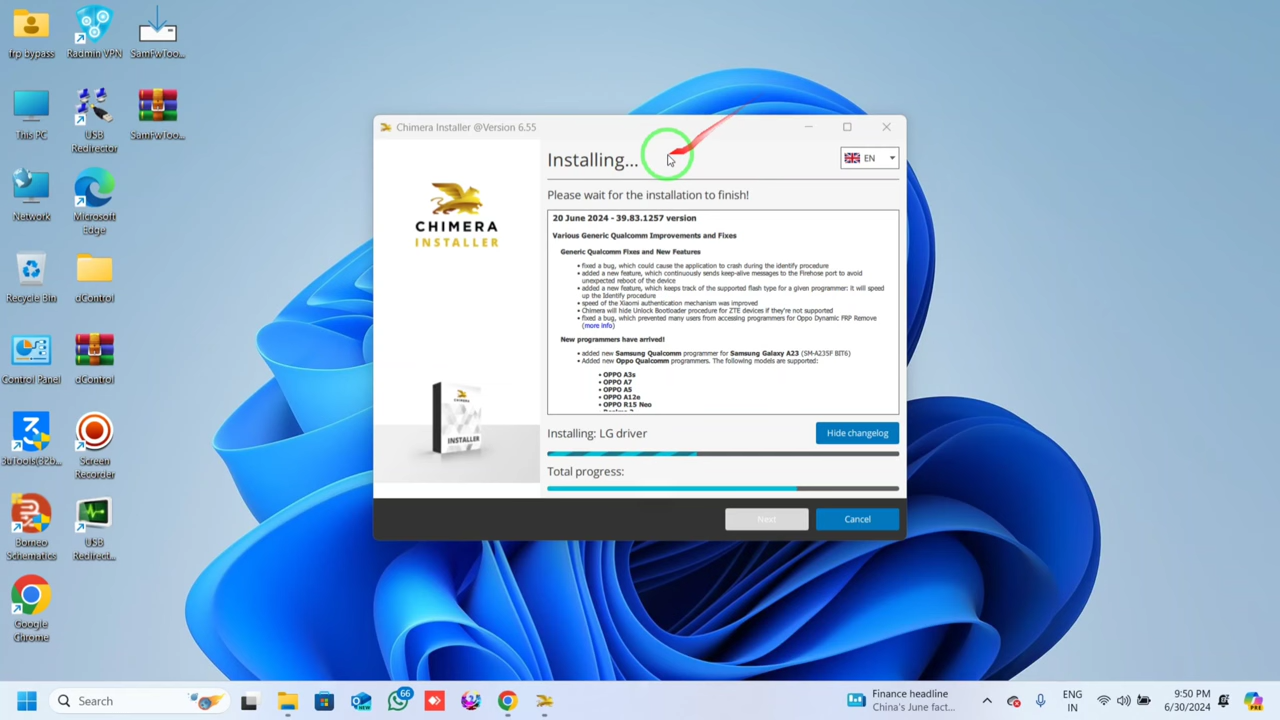 frp bypass
Radmin VPN
SamFwToo...
This PC
USB
Redirector
SamFwToo...
Network
Microsoft
Edge
Recycle Bin
dControl
Control Panel
dControl
3uTools(32b...
Screen
Recorder
Borneo
Schematics
USB
Redirect...
Google
Chrome
Chimera Installer @Version 6.55
CHIMERA
INSTALLER
INSTALLER
Installing...
EN
Please wait for the installation to finish!
20 June 2024 - 39.83.1257 version
Various Generic Qualcomm Improvements and Fixes
Generic Qualcomm Fixes and New Features
• fixed a bug, which could cause the application to crash during the identify procedure
• added a new feature, which continuously sends keep-alive messages to the Firehose port to avoid
unexpected reboot of the device
• added a new feature, which keeps track of the supported flash type for a given programmer: it will speed
up the Identify procedure
• speed of the Xiaomi authentication mechanism was improved
• Chimera will hide Unlock Bootloader procedure for ZTE devices if they're not supported
• fixed a bug, which prevented many users from accessing programmers for Oppo Dynamic FRP Remove
(more info)
New programmers have arrived!
• added new Samsung Qualcomm programmer for Samsung Galaxy A23 (SM-A235F BIT6)
• Added new Oppo Qualcomm programmers. The following models are supported:
• OPPO A3s
• OPPO A7
• OPPO A5
• OPPO A12e
• OPPO R15 Neo
Installing: LG driver
Hide changelog
Total progress:
Next
Cancel
Search
66
Finance headline
China's June fact...
ENG
IN
9:50 PM
6/30/2024